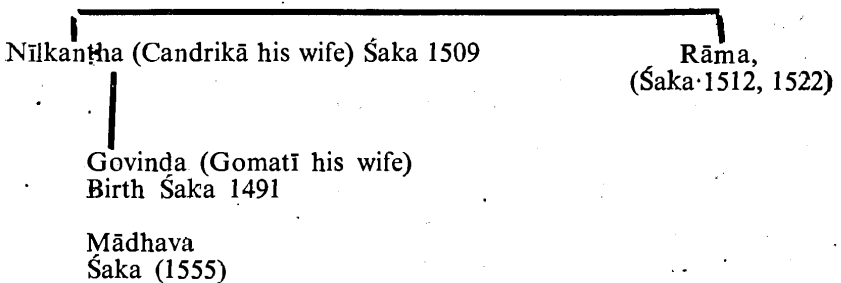 Nīlkanṭha (Candrikā his wife) Śaka 1509
Rāma,
(Śaka 1512, 1522)
Govinda (Gomatī his wife)
Birth Śaka 1491
Mādhava
Śaka (1555)